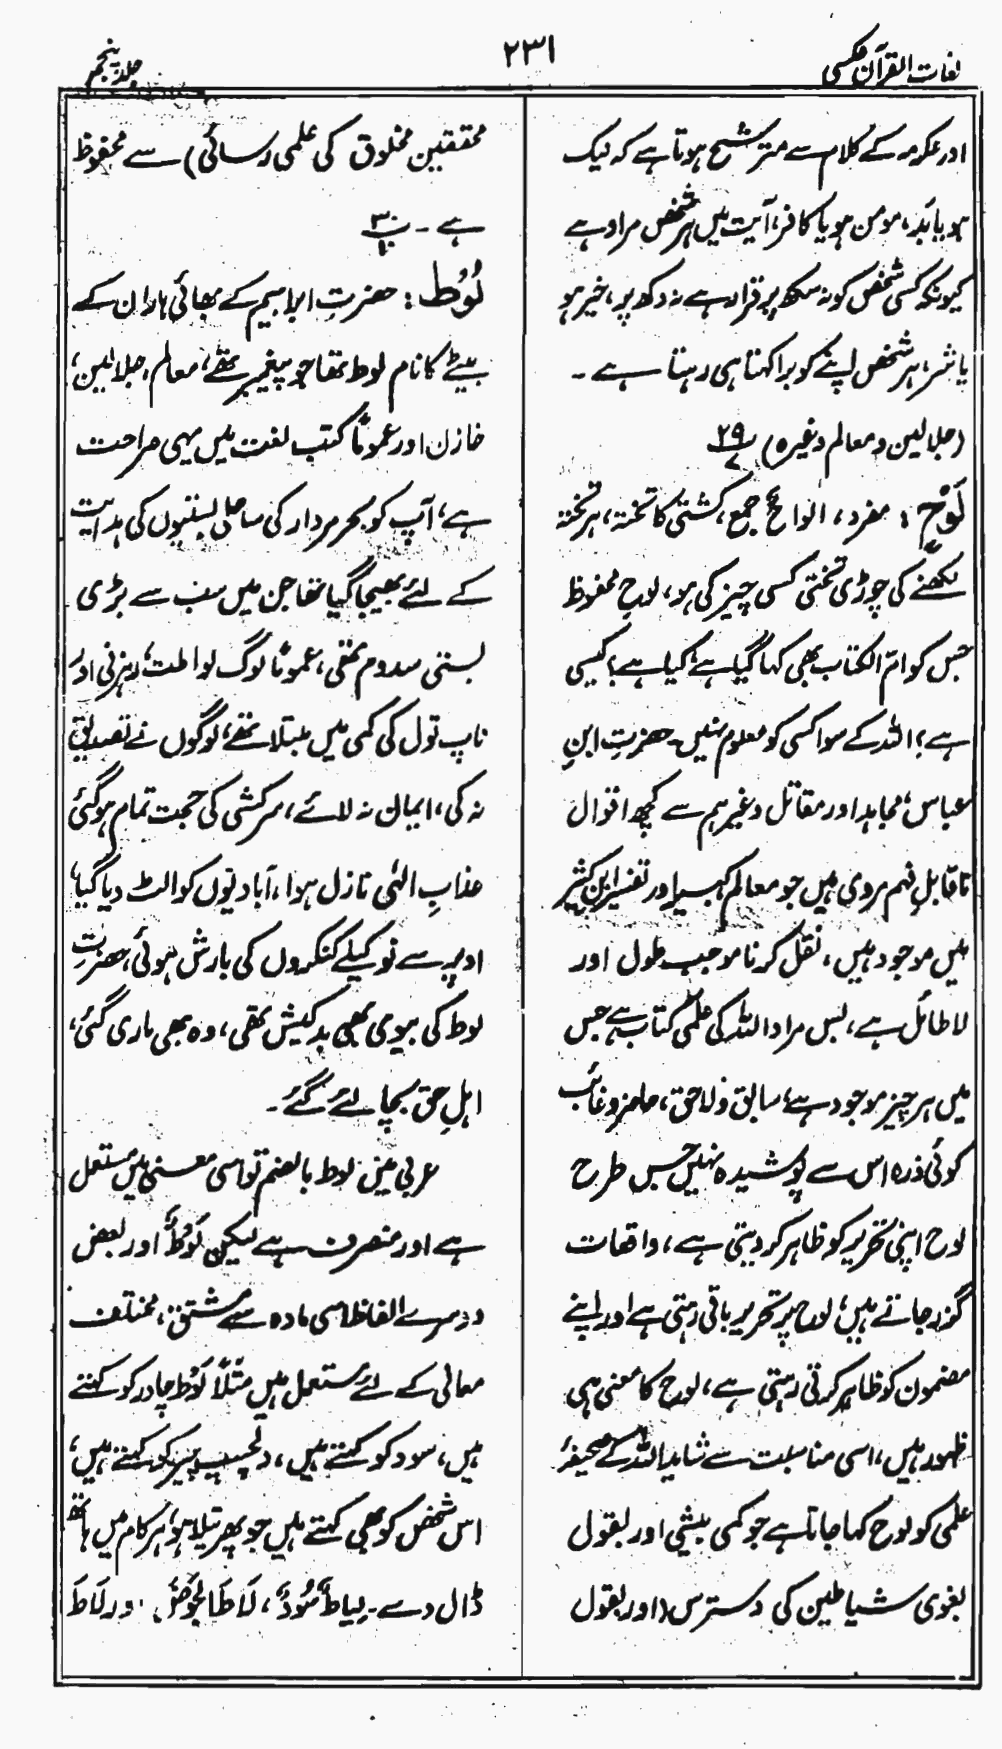 لغات القرآن عکسی
۲۳۱
جلد پنجم
اور عکرمہ کے کلام سے مترشح ہوتا ہے کہ نیک
ہو یا بد، مومن ہو یا کافر، آیت میں ہر شخص مراد ہے
کیونکہ کسی شخص کو نہ سکھ پر قرار ہے نہ دکھ پر، خیر ہو
یا شر، ہر شخص اپنے کو برا کہتا ہی رہتا ہے ۔
(جلالین و معالم وغیرہ) ۲۹/۷
لَوْحٍ : مفرد، الواح جمع، کشتی کا تختہ، ہر تختہ
لکھنے کی چوڑی تختی کسی چیز کی ہو، لوحِ محفوظ
جس کو ام الکتاب بھی کہا گیا ہے، کیا ہے؟ کیسی
ہے؟ اللہ کے سوا کسی کو معلوم نہیں۔ حضرت ابنِ
عباس، مجاہد اور مقاتل وغیرہم سے کچھ اقوال
ناقابلِ فہم مروی ہیں جو معالم کبیر اور تفسیر ابن کثیر
میں موجود ہیں، نقل کرنا موجب طول اور
لاطائل ہے، بس مراد اللہ کی علمی کتاب ہے جس
میں ہر چیز موجود ہے، سابق و لاحق، حاضر و غائب
کوئی ذرہ اس سے پوشیدہ نہیں جس طرح
لوح اپنی تحریر کو ظاہر کر دیتی ہے، واقعات
گزر جاتے ہیں، لوح پر تحریر باقی رہتی ہے اور اپنے
مضمون کو ظاہر کرتی رہتی ہے، لوح کا معنی ہی
ظہور ہیں، اسی مناسبت سے شاید اللہ کے صحیفۂ
علمی کو لوح کہا جاتا ہے جو کمی بیشی اور بقول
بغوی شیاطین کی دسترس (اور بقول
محققین مخلوق کی علمی رسائی) سے محفوظ
ہے ۔ ۳۰/۱۰
لُوْط : حضرت ابراہیم کے بھائی ہاران کے
بیٹے کا نام لوط تھا جو پیغمبر تھے، معالم، جلالین،
خازن اور عموماً کتب لغت میں یہی صراحت
ہے، آپ کو بحر مردار کی ساحلی بستیوں کی ہدایت
کے لئے بھیجا گیا تھا جن میں سب سے بڑی
بستی سدوم تھی، عموماً لوگ لواطت، رہزنی اور
ناپ تول کی کمی میں مبتلا تھے، لوگوں نے تصدیق
نہ کی، ایمان نہ لائے، سرکشی کی حجت تمام ہو گئی
عذابِ الٰہی نازل ہوا، آبادیوں کو الٹ دیا گیا،
اوپر سے نوکیلے کنکروں کی بارش ہوئی، حضرت
لوط کی بیوی بھی بدکیش تھی، وہ بھی ماری گئی،
اہلِ حق بچا لئے گئے ۔
عربی میں لوط بالضم تو اسی معنی میں مستعمل
ہے اور منصرف ہے لیکن لَوْطٌ اور بعض
دوسرے الفاظ اسی مادہ سے مشتق، مختلف
معانی کے لئے مستعمل ہیں مثلاً لَوْط چادر کو کہتے
ہیں، سود کو کہتے ہیں، دلچسپ چیز کو کہتے ہیں،
اس شخص کو بھی کہتے ہیں جو پھرتیلا ہو، ہر کام میں ہاتھ
ڈال دے ۔ لِیاطٌ سُودٌ، لَاطَ الحَوْضَ اور لَاطَ